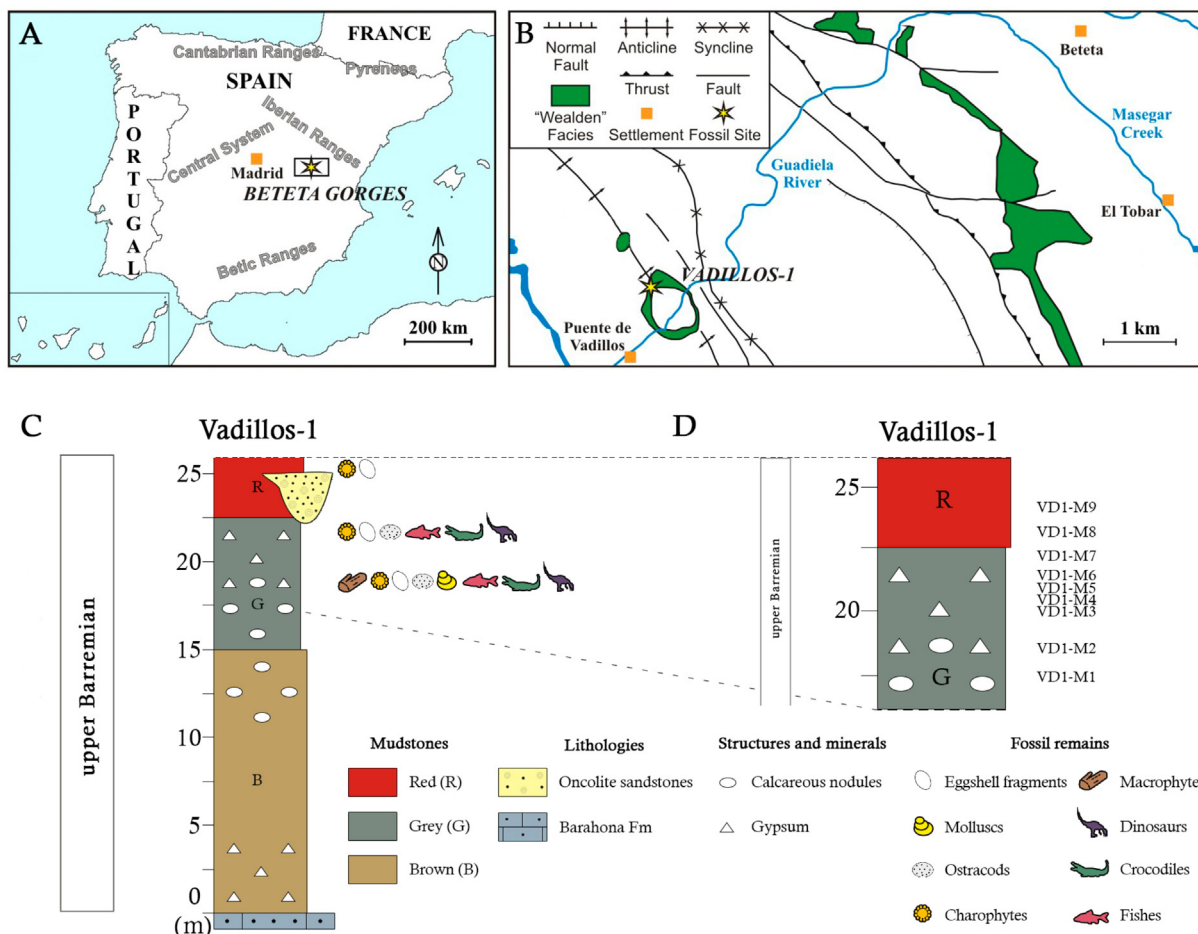 A
FRANCE
Cantabrian Ranges
Pyrenees
SPAIN
PORTUGAL
Iberian Ranges
Central System
Madrid
BETETA GORGES
Betic Ranges
N
200 km
B
Normal Fault
Anticline
Syncline
Thrust
Fault
"Wealden" Facies
Settlement
Fossil Site
Beteta
Masegar Creek
Guadiela River
El Tobar
VADILLOS-1
Puente de Vadillos
1 km
C
Vadillos-1
upper Barremian
25
20
15
10
5
0
(m)
R
G
B
D
Vadillos-1
upper Barremian
25
20
R
G
VD1-M9
VD1-M8
VD1-M7
VD1-M6
VD1-M5
VD1-M4
VD1-M3
VD1-M2
VD1-M1
Mudstones
Red (R)
Grey (G)
Brown (B)
Lithologies
Oncolite sandstones
Barahona Fm
Structures and minerals
Calcareous nodules
Gypsum
Fossil remains
Eggshell fragments
Macrophyte
Molluscs
Dinosaurs
Ostracods
Crocodiles
Charophytes
Fishes